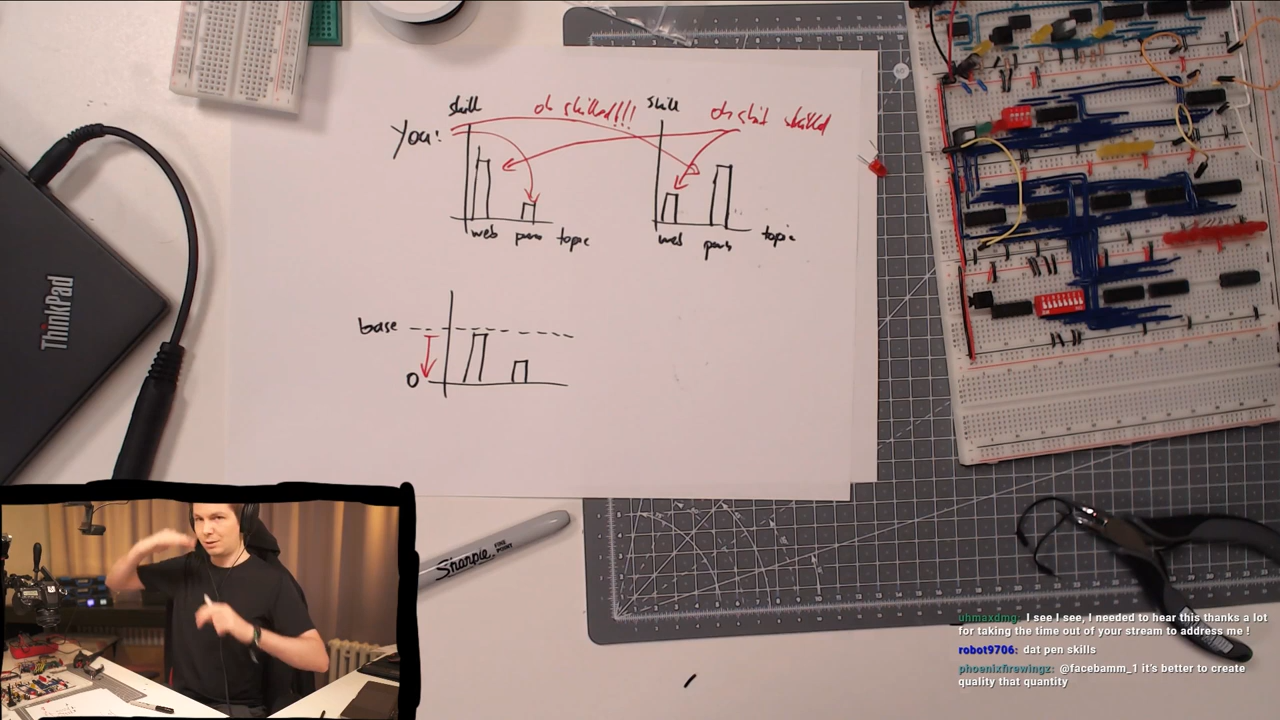 skill
oh skilled!!!
skill
oh shit skilled
you:
web
topic
web
topic
base
0
ThinkPad
Sharpie
FINE POINT
uhmaxdmg: I see I see, I needed to hear this thanks a lot
for taking the time out of your stream to address me !
robot9706: dat pen skills
phoenixfirewingz: @facebamm_1 it's better to create
quality that quantity